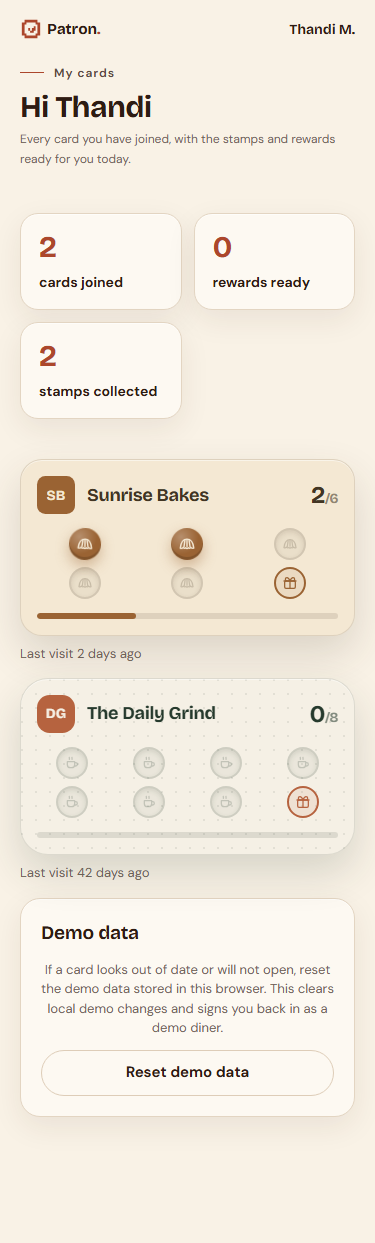 Patron.
Thandi M.
My cards
Hi Thandi
Every card you have joined, with the stamps and rewards
ready for you today.
2
cards joined
0
rewards ready
2
stamps collected
SB
Sunrise Bakes
2/6
Last visit 2 days ago
DG
The Daily Grind
0/8
Last visit 42 days ago
Demo data
If a card looks out of date or will not open, reset
the demo data stored in this browser. This clears
local demo changes and signs you back in as a
demo diner.
Reset demo data